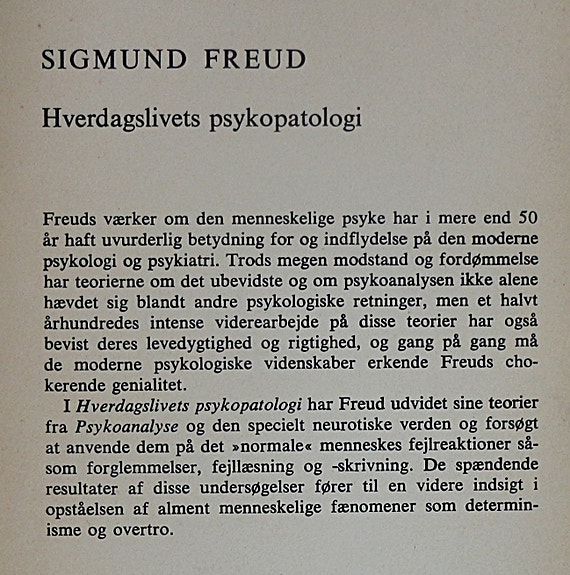 SIGMUND FREUD
Hverdagslivets psykopatologi
Freuds værker om den menneskelige psyke har i mere end 50
år haft uvurderlig betydning for og indflydelse på den moderne
psykologi og psykiatri. Trods megen modstand og fordømmelse
har teorierne om det ubevidste og om psykoanalysen ikke alene
hævdet sig blandt andre psykologiske retninger, men et halvt
århundredes intense viderearbejde på disse teorier har også
bevist deres levedygtighed og rigtighed, og gang på gang må
de moderne psykologiske videnskaber erkende Freuds cho-
kerende genialitet.
I Hverdagslivets psykopatologi har Freud udvidet sine teorier
fra Psykoanalyse og den specielt neurotiske verden og forsøgt
at anvende dem på det »normale« menneskes fejlreaktioner så-
som forglemmelser, fejllæsning og -skrivning. De spændende
resultater af disse undersøgelser fører til en videre indsigt i
opståelsen af alment menneskelige fænomener som determin-
isme og overtro.